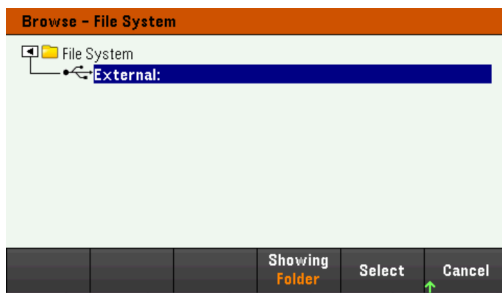 Browse - File System
File System
External:
Showing
Folder
Select
Cancel